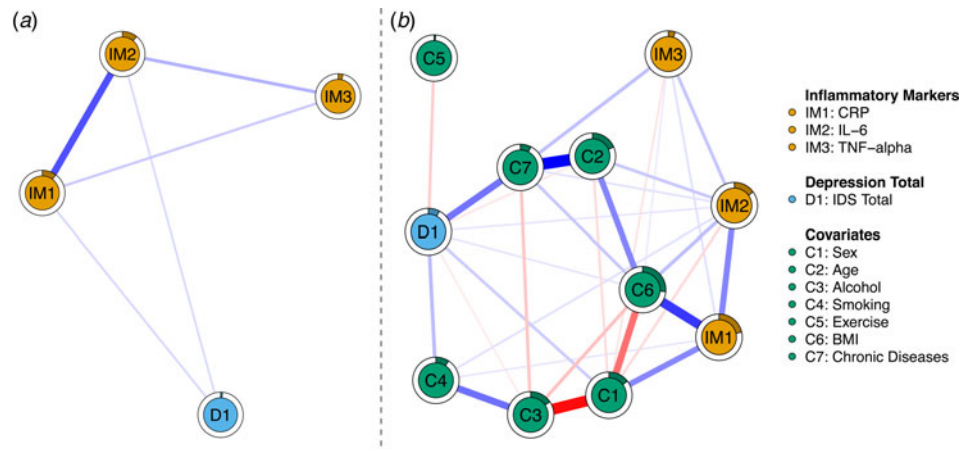 (a)
IM2
IM3
IM1
D1
(b)
C5
IM3
C2
C7
IM2
D1
C6
IM1
C4
C1
C3
Inflammatory Markers
IM1: CRP
IM2: IL−6
IM3: TNF−alpha
Depression Total
D1: IDS Total
Covariates
C1: Sex
C2: Age
C3: Alcohol
C4: Smoking
C5: Exercise
C6: BMI
C7: Chronic Diseases